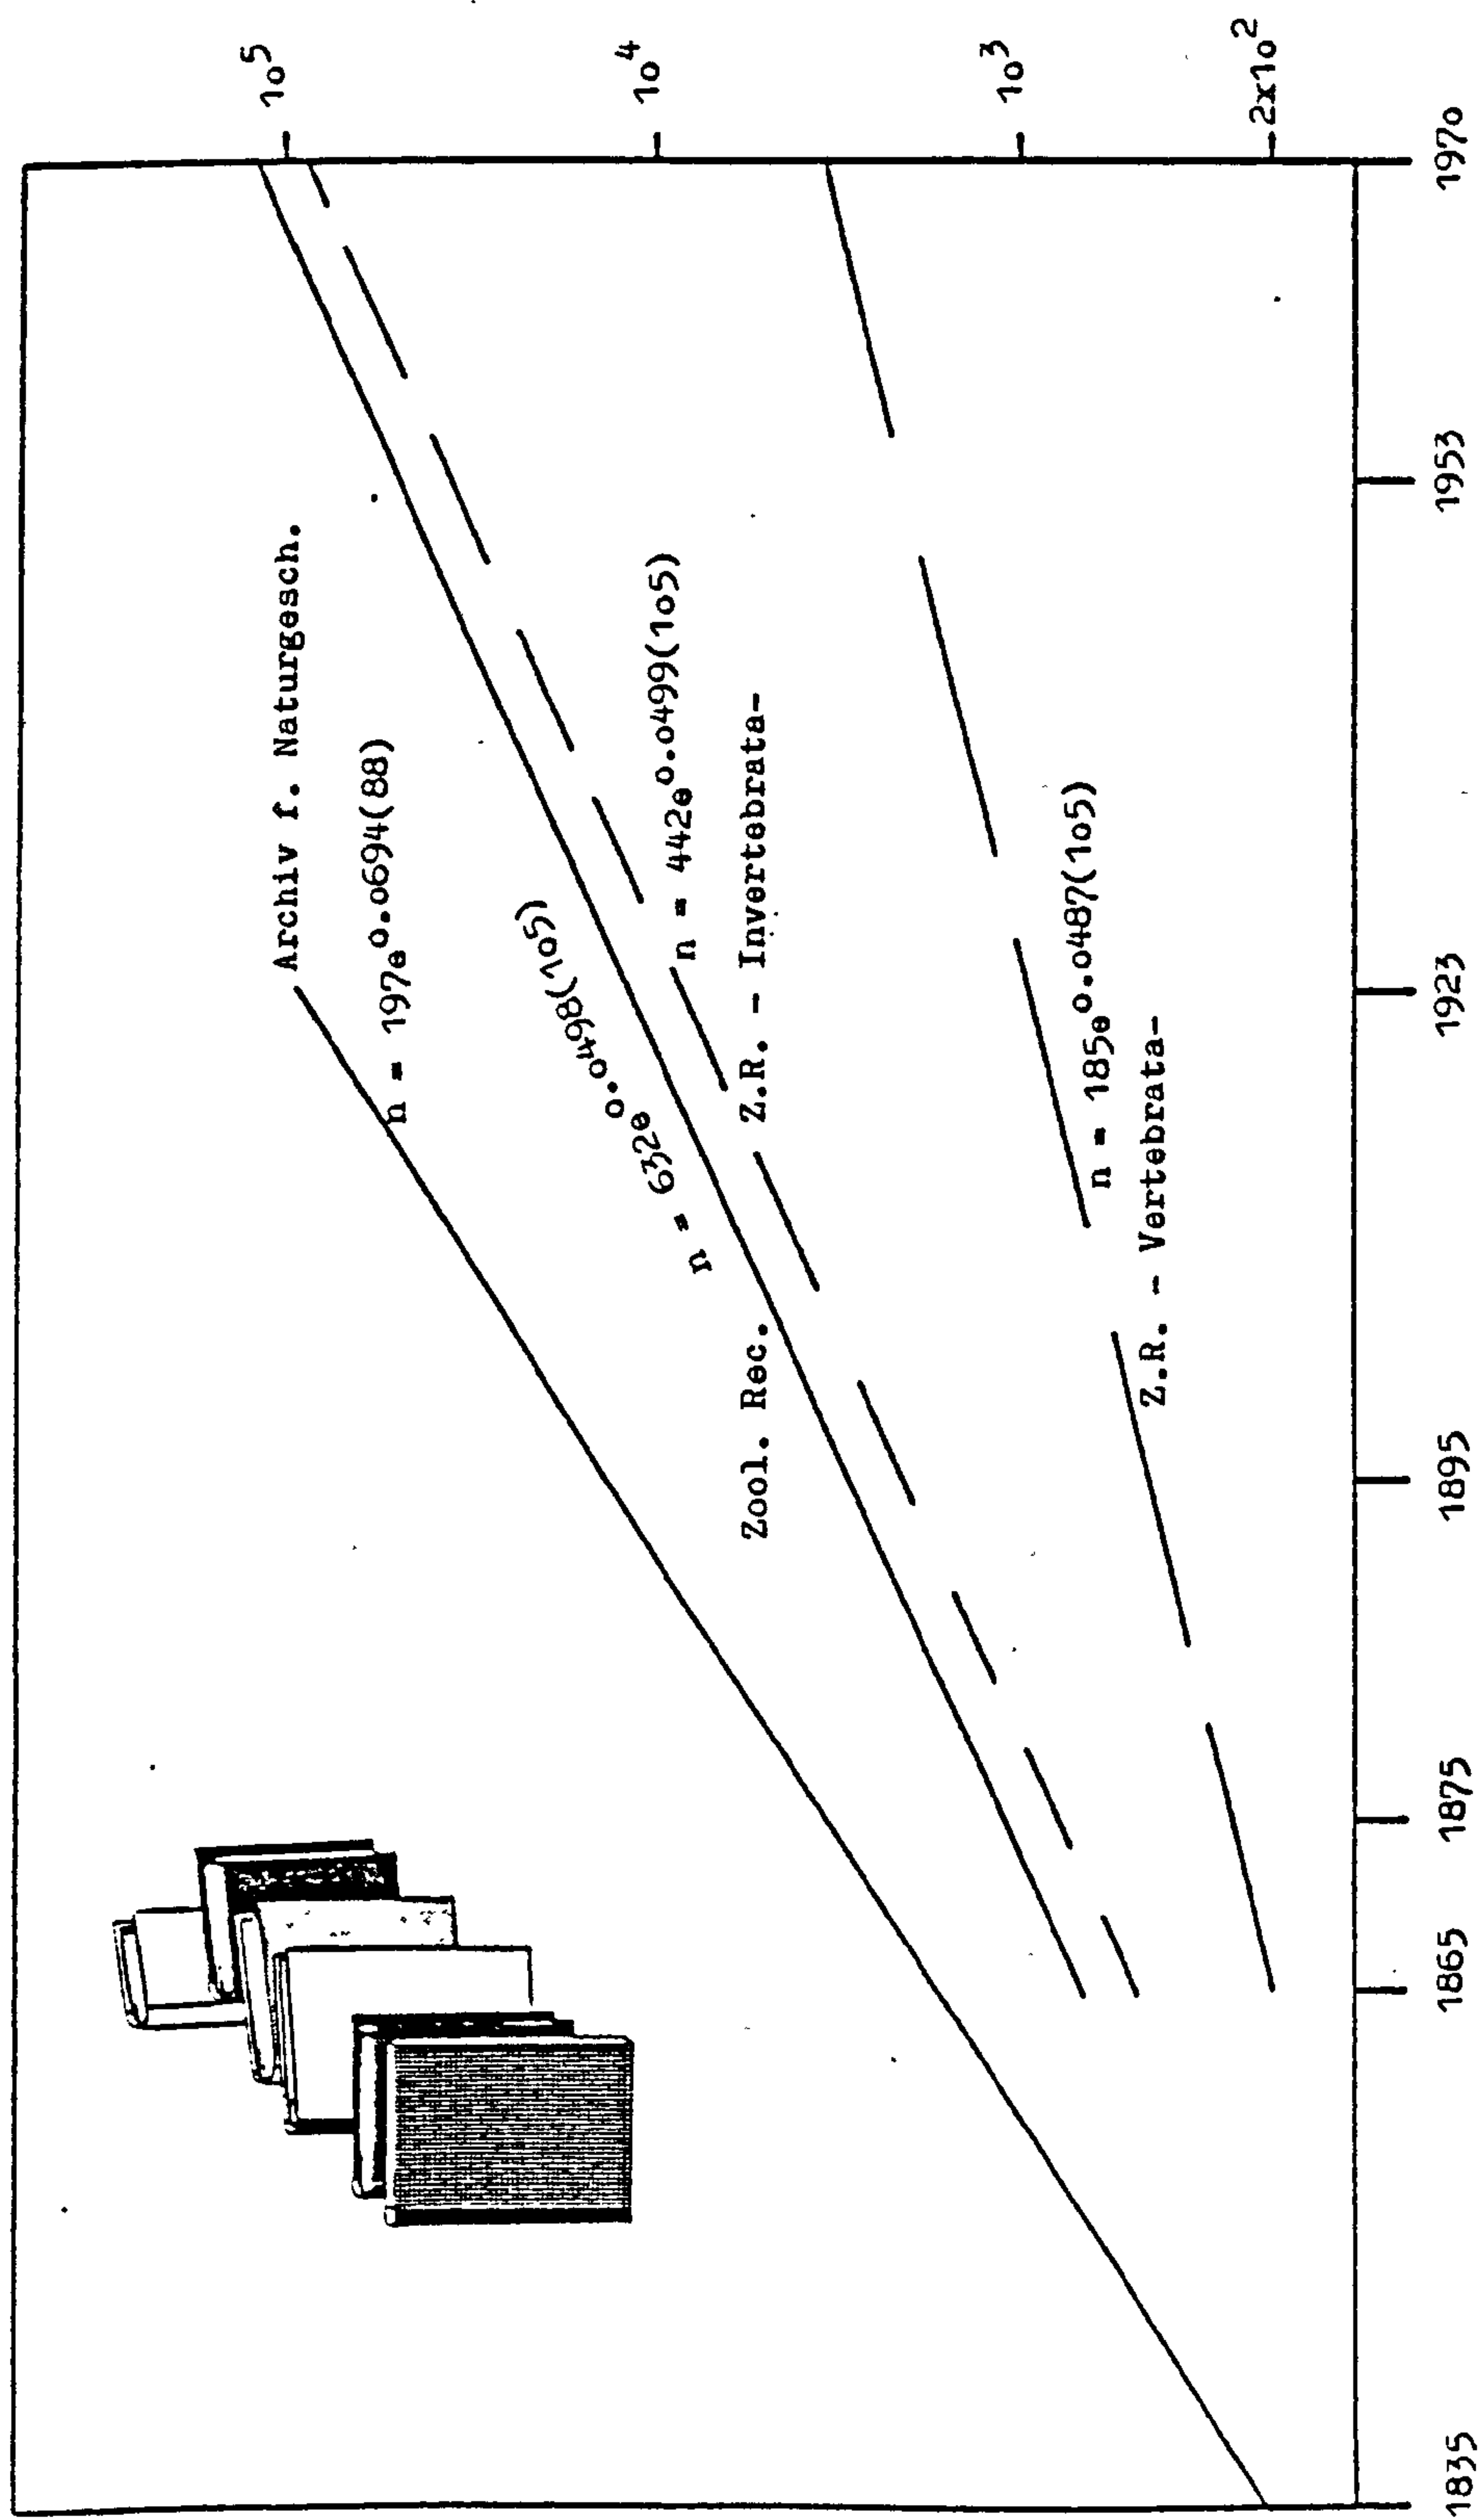 Archiv f. Naturgesch.
n = 197e^0.0694(88)
n = 632e^0.0498(105)
Zool. Rec.
n = 442e^0.0499(105)
Z.R. - Invertebrata-
n = 185e^0.0487(105)
Z.R. - Vertebrata-
10^5
10^4
10^3
2x10^2
1835
1865
1875
1895
1923
1953
1970